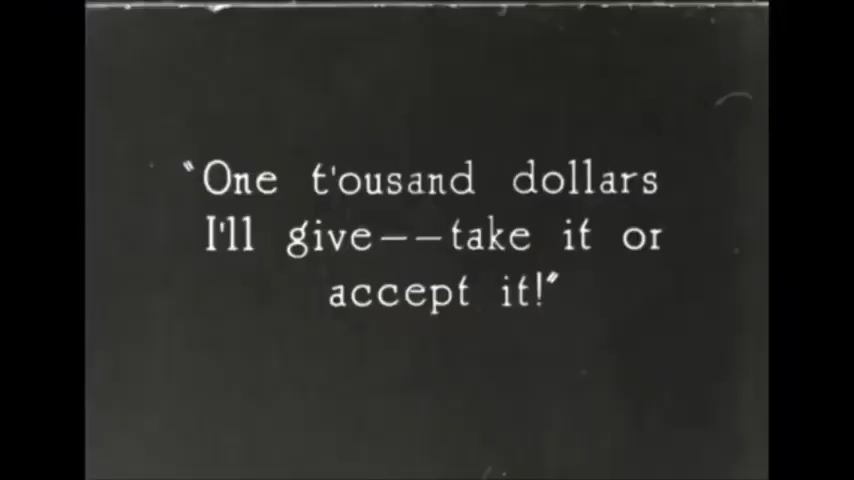 "One t'ousand dollars
I'll give--take it or
accept it!"